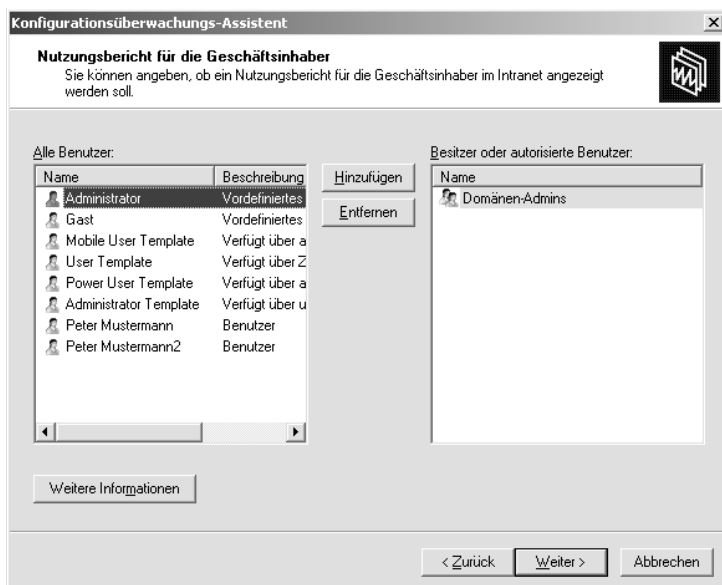 Konfigurationsüberwachungs-Assistent
Nutzungsbericht für die Geschäftsinhaber
Sie können angeben, ob ein Nutzungsbericht für die Geschäftsinhaber im Intranet angezeigt
werden soll.
Alle Benutzer:
Name Beschreibung
Administrator Vordefiniertes
Gast Vordefiniertes
Mobile User Template Verfügt über a
User Template Verfügt über Z
Power User Template Verfügt über a
Administrator Template Verfügt über u
Peter Mustermann Benutzer
Peter Mustermann2 Benutzer
Hinzufügen
Entfernen
Besitzer oder autorisierte Benutzer:
Name
Domänen-Admins
Weitere Informationen
< Zurück Weiter > Abbrechen